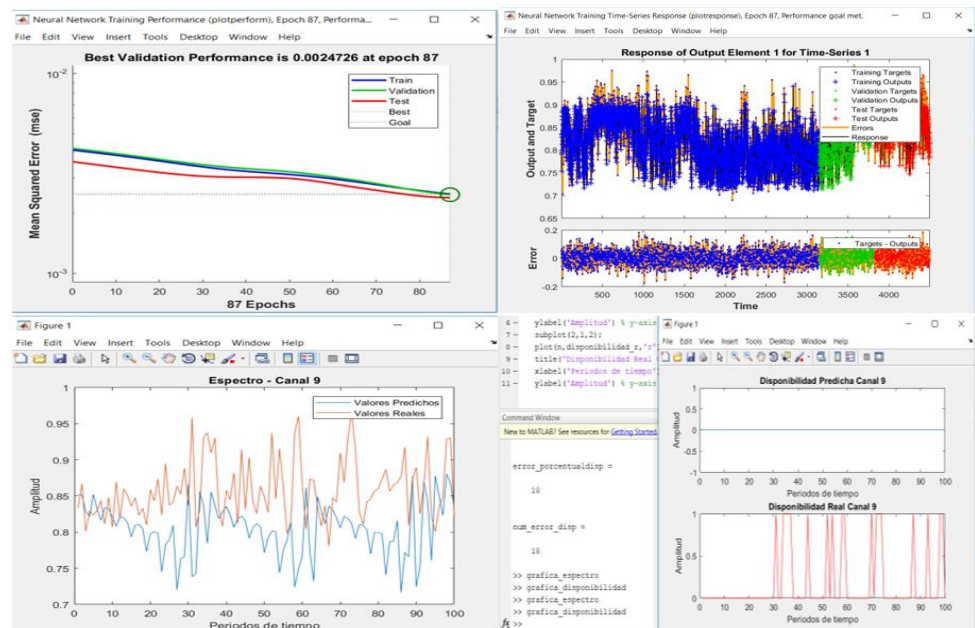 Neural Network Training Performance (plotperform), Epoch 87, Performa...
File Edit View Insert Tools Desktop Window Help
Best Validation Performance is 0.0024726 at epoch 87
Train
Validation
Test
Best
Goal
Mean Squared Error (mse)
10-2
10-3
0 10 20 30 40 50 60 70 80
87 Epochs
Neural Network Training Time-Series Response (plotresponse), Epoch 87, Performance goal met.
File Edit View Insert Tools Desktop Window Help
Response of Output Element 1 for Time-Series 1
Training Targets
Training Outputs
Validation Targets
Validation Outputs
Test Targets
Test Outputs
Errors
Response
Output and Target
1
0.95
0.9
0.85
0.8
0.75
0.7
0.65
Targets - Outputs
Error
0.2
0
-0.2
500 1000 1500 2000 2500 3000 3500 4000
Time
Figure 1
File Edit View Insert Tools Desktop Window Help
Espectro - Canal 9
Valores Predichos
Valores Reales
Amplitud
1
0.95
0.9
0.85
0.8
0.75
0.7
0 10 20 30 40 50 60 70 80 90 100
Periodos de tiempo
6 - ylabel('Amplitud') % y-axis
7 - subplot(2,1,2);
8 - plot(n,disponibilidad_r,'r'
9 - title('Disponibilidad Real
10 - xlabel('Periodos de tiempo'
11 - ylabel('Amplitud') % y-axis
Command Window
New to MATLAB? See resources for Getting Started.
error_porcentualdisp =
18
num_error_disp =
18
>> grafica_espectro
>> grafica_disponibilidad
>> grafica_espectro
>> grafica_disponibilidad
fx >>
Figure 1
File Edit View Insert Tools Desktop Window Help
Disponibilidad Predicha Canal 9
Amplitud
1
0.5
0
-0.5
-1
0 10 20 30 40 50 60 70 80 90 100
Periodos de tiempo
Disponibilidad Real Canal 9
Amplitud
1
0.5
0
0 10 20 30 40 50 60 70 80 90 100
Periodos de tiempo